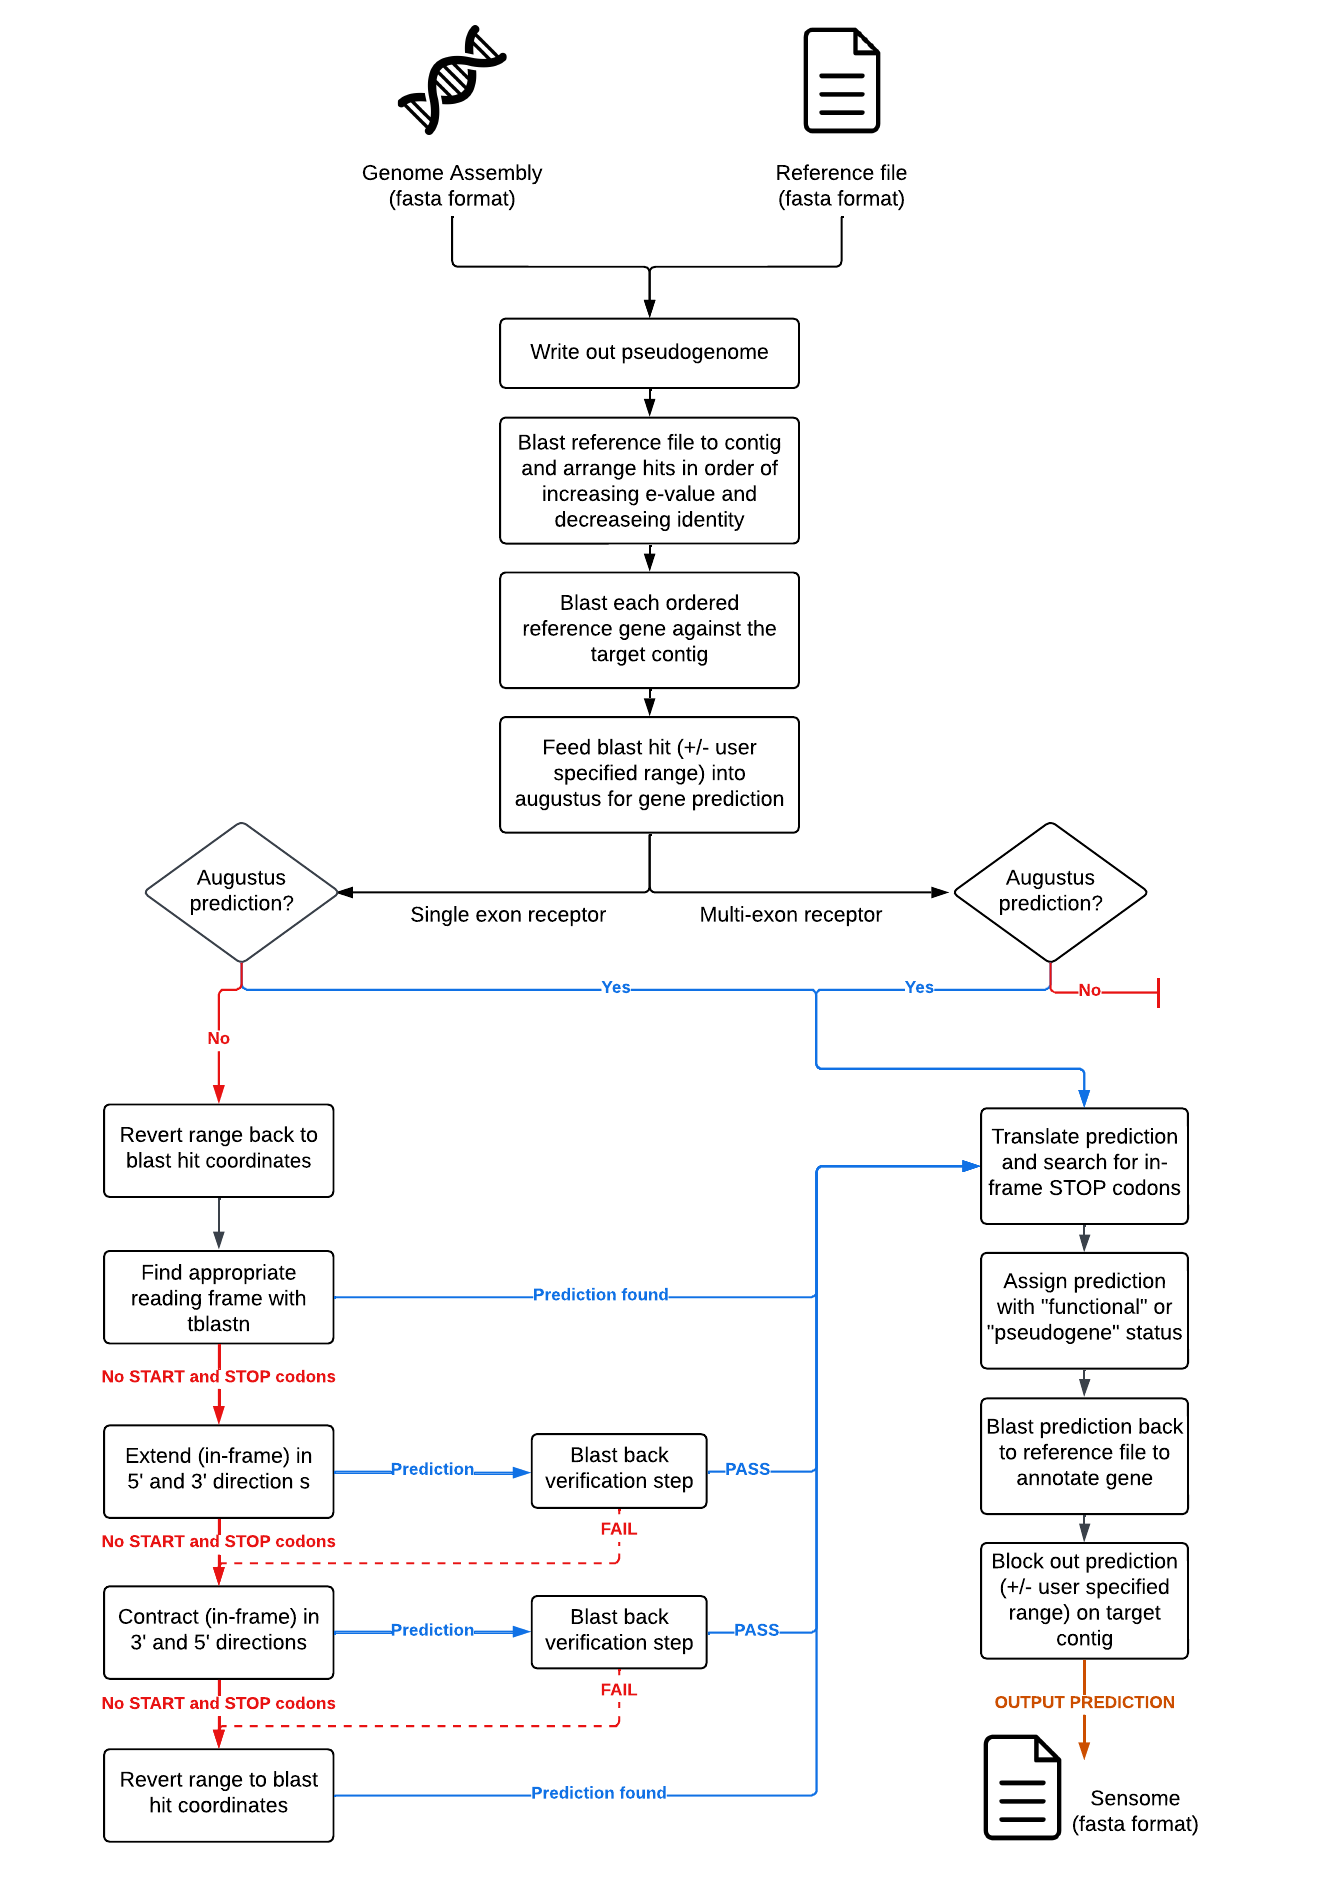 Genome Assembly
(fasta format)
Reference file
(fasta format)
Write out pseudogenome
Blast reference file to contig
and arrange hits in order of
increasing e-value and
decreaseing identity
Blast each ordered
reference gene against the
target contig
Feed blast hit (+/- user
specified range) into
augustus for gene prediction
Augustus
prediction?
Single exon receptor
Multi-exon receptor
Augustus
prediction?
Yes
Yes
No
No
Revert range back to
blast hit coordinates
Find appropriate
reading frame with
tblastn
Prediction found
No START and STOP codons
Extend (in-frame) in
5' and 3' direction s
Prediction
Blast back
verification step
PASS
FAIL
No START and STOP codons
Contract (in-frame) in
3' and 5' directions
Prediction
Blast back
verification step
PASS
FAIL
No START and STOP codons
Revert range to blast
hit coordinates
Prediction found
Translate prediction
and search for in-
frame STOP codons
Assign prediction
with "functional" or
"pseudogene" status
Blast prediction back
to reference file to
annotate gene
Block out prediction
(+/- user specified
range) on target
contig
OUTPUT PREDICTION
Sensome
(fasta format)